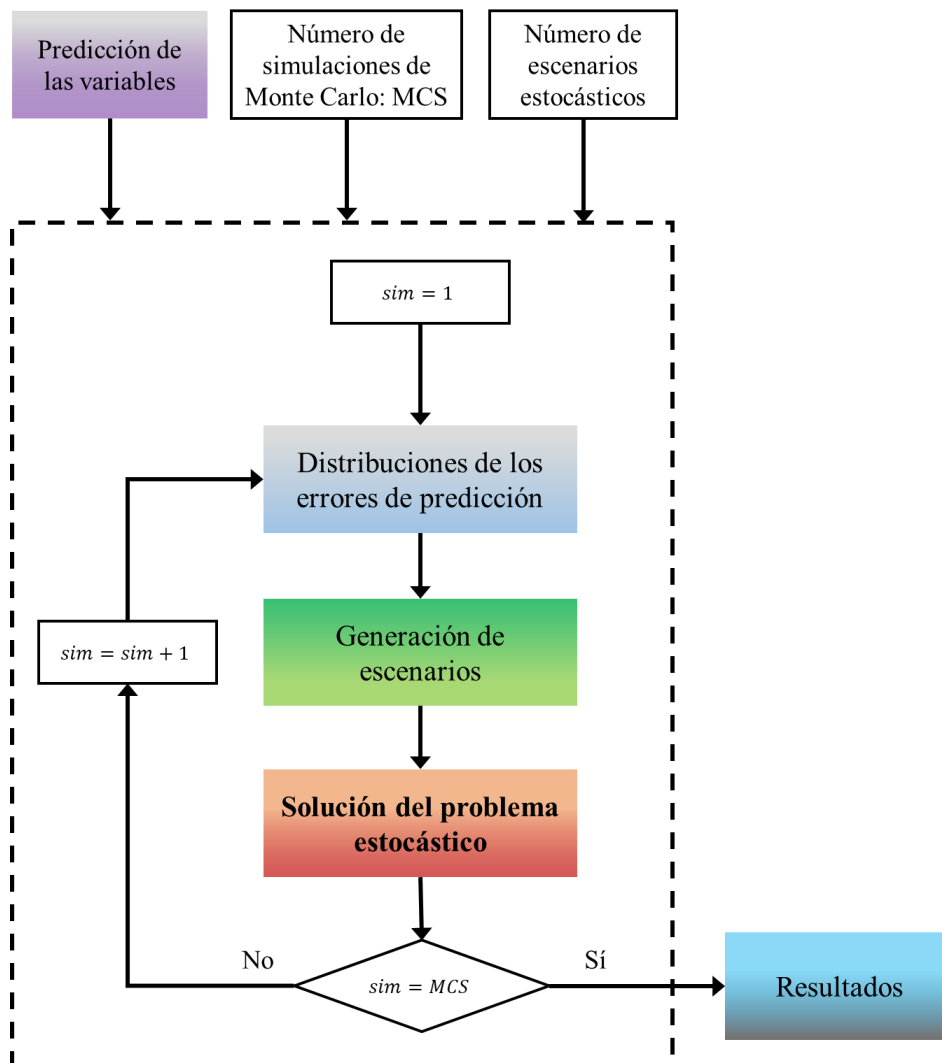 Predicción de
las variables
Número de
simulaciones de
Monte Carlo: MCS
Número de
escenarios
estocásticos
sim = 1
Distribuciones de los
errores de predicción
Generación de
escenarios
sim = sim + 1
Solución del problema
estocástico
No
sim = MCS
Sí
Resultados